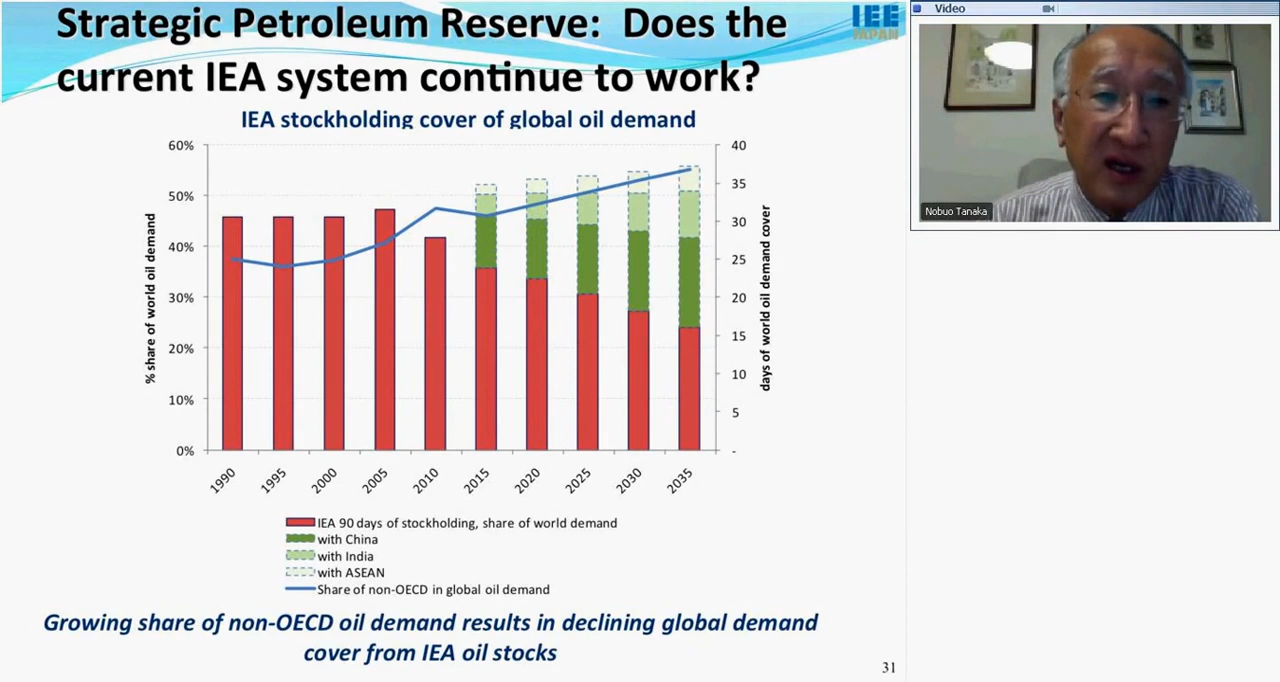 Strategic Petroleum Reserve: Does the
current IEA system continue to work?
IEE
JAPAN
IEA stockholding cover of global oil demand
% share of world oil demand
60%
50%
40%
30%
20%
10%
0%
40
35
30
25
20
15
10
5
-
days of world oil demand cover
1990 1995 2000 2005 2010 2015 2020 2025 2030 2035
IEA 90 days of stockholding, share of world demand
with China
with India
with ASEAN
Share of non-OECD in global oil demand
Growing share of non-OECD oil demand results in declining global demand
cover from IEA oil stocks
31
Video
Nobuo Tanaka